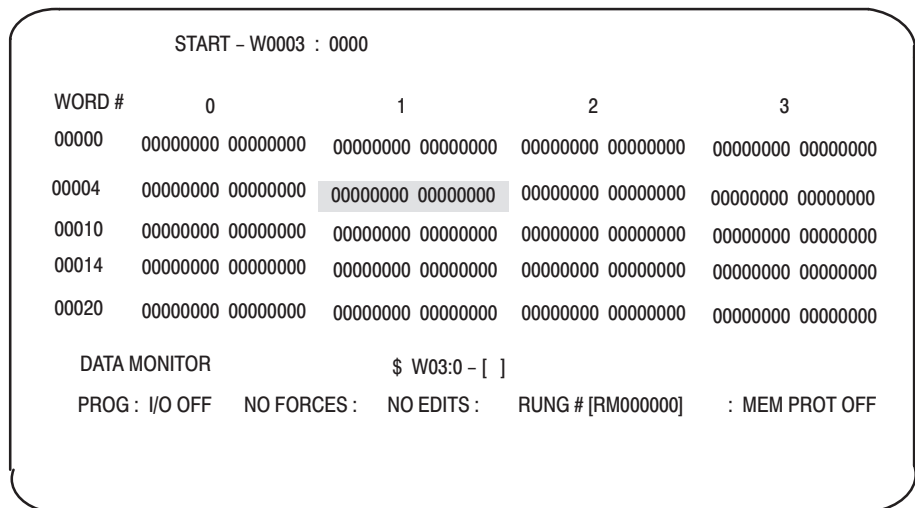 START – W0003 : 0000
WORD # 0 1 2 3
00000 00000000 00000000 00000000 00000000 00000000 00000000 00000000 00000000
00004 00000000 00000000 00000000 00000000 00000000 00000000 00000000 00000000
00010 00000000 00000000 00000000 00000000 00000000 00000000 00000000 00000000
00014 00000000 00000000 00000000 00000000 00000000 00000000 00000000 00000000
00020 00000000 00000000 00000000 00000000 00000000 00000000 00000000 00000000
DATA MONITOR $ W03:0 – [ ]
PROG : I/O OFF NO FORCES : NO EDITS : RUNG # [RM000000] : MEM PROT OFF